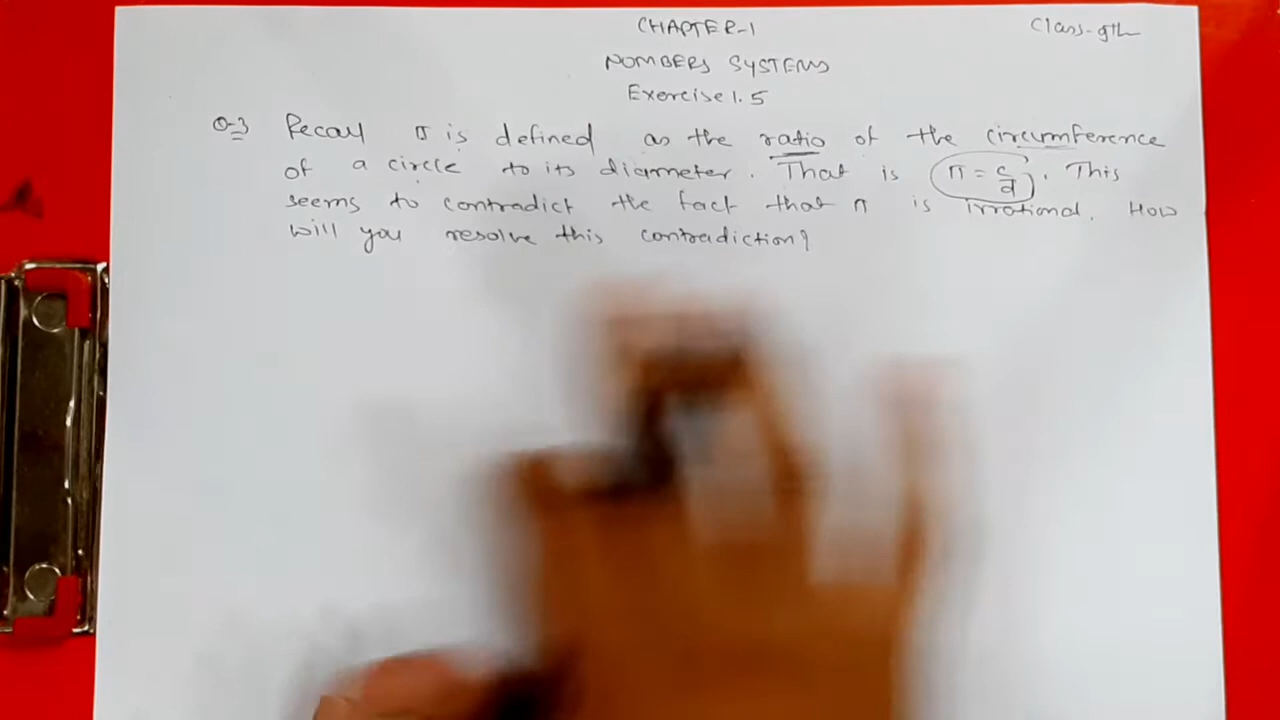 CHAPTER-1
Class-9th
NUMBERS SYSTEMS
Exercise 1.5
Q-3 Recall π is defined as the ratio of the circumference
of a circle to its diameter. That is π = c/d. This
seems to contradict the fact that π is irrational. How
will you resolve this contradiction?